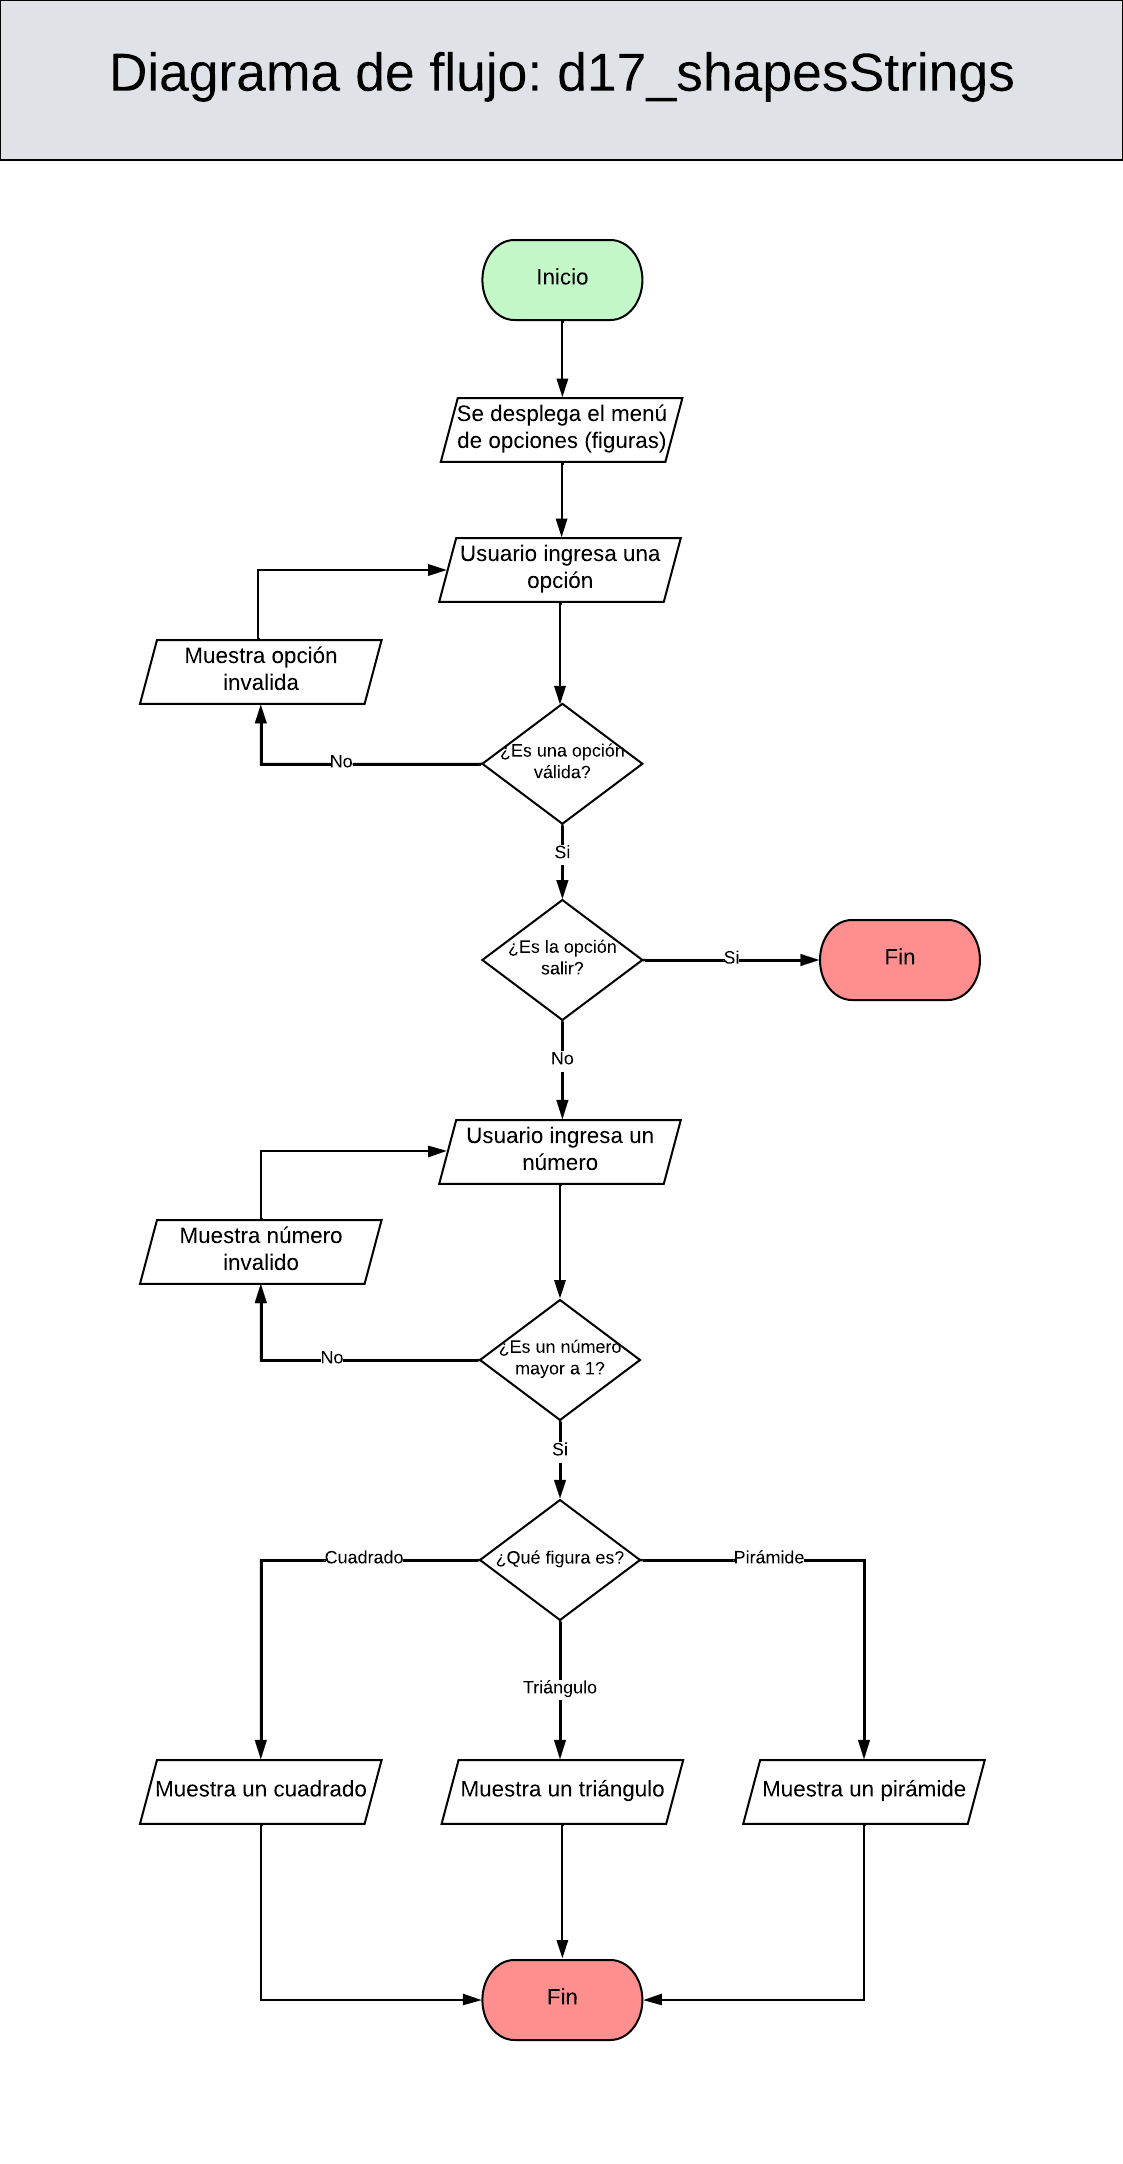 Diagrama de flujo: d17_shapesStrings
Inicio
Se desplega el menú
de opciones (figuras)
Usuario ingresa una
opción
Muestra opción
invalida
¿Es una opción
válida?
No
Si
¿Es la opción
salir?
Si
Fin
No
Usuario ingresa un
número
Muestra número
invalido
¿Es un número
mayor a 1?
No
Si
¿Qué figura es?
Cuadrado
Pirámide
Triángulo
Muestra un cuadrado
Muestra un triángulo
Muestra un pirámide
Fin